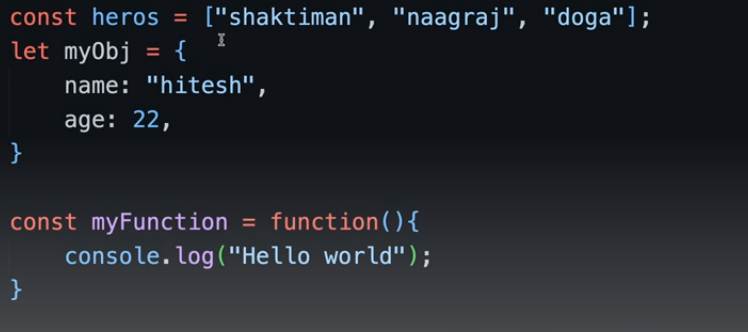 const heros = ["shaktiman", "naagraj", "doga"];
let myObj = {
    name: "hitesh",
    age: 22,
}
const myFunction = function(){
    console.log("Hello world");
}